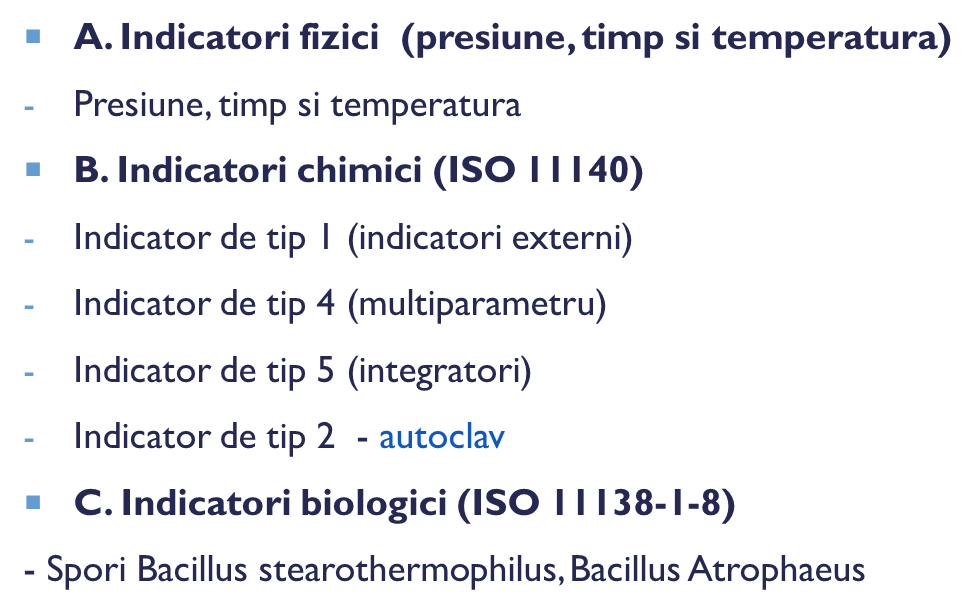 ▪ A. Indicatori fizici (presiune, timp si temperatura)
- Presiune, timp si temperatura
▪ B. Indicatori chimici (ISO 11140)
- Indicator de tip 1 (indicatori externi)
- Indicator de tip 4 (multiparametru)
- Indicator de tip 5 (integratori)
- Indicator de tip 2 - autoclav
▪ C. Indicatori biologici (ISO 11138-1-8)
- Spori Bacillus stearothermophilus, Bacillus Atrophaeus